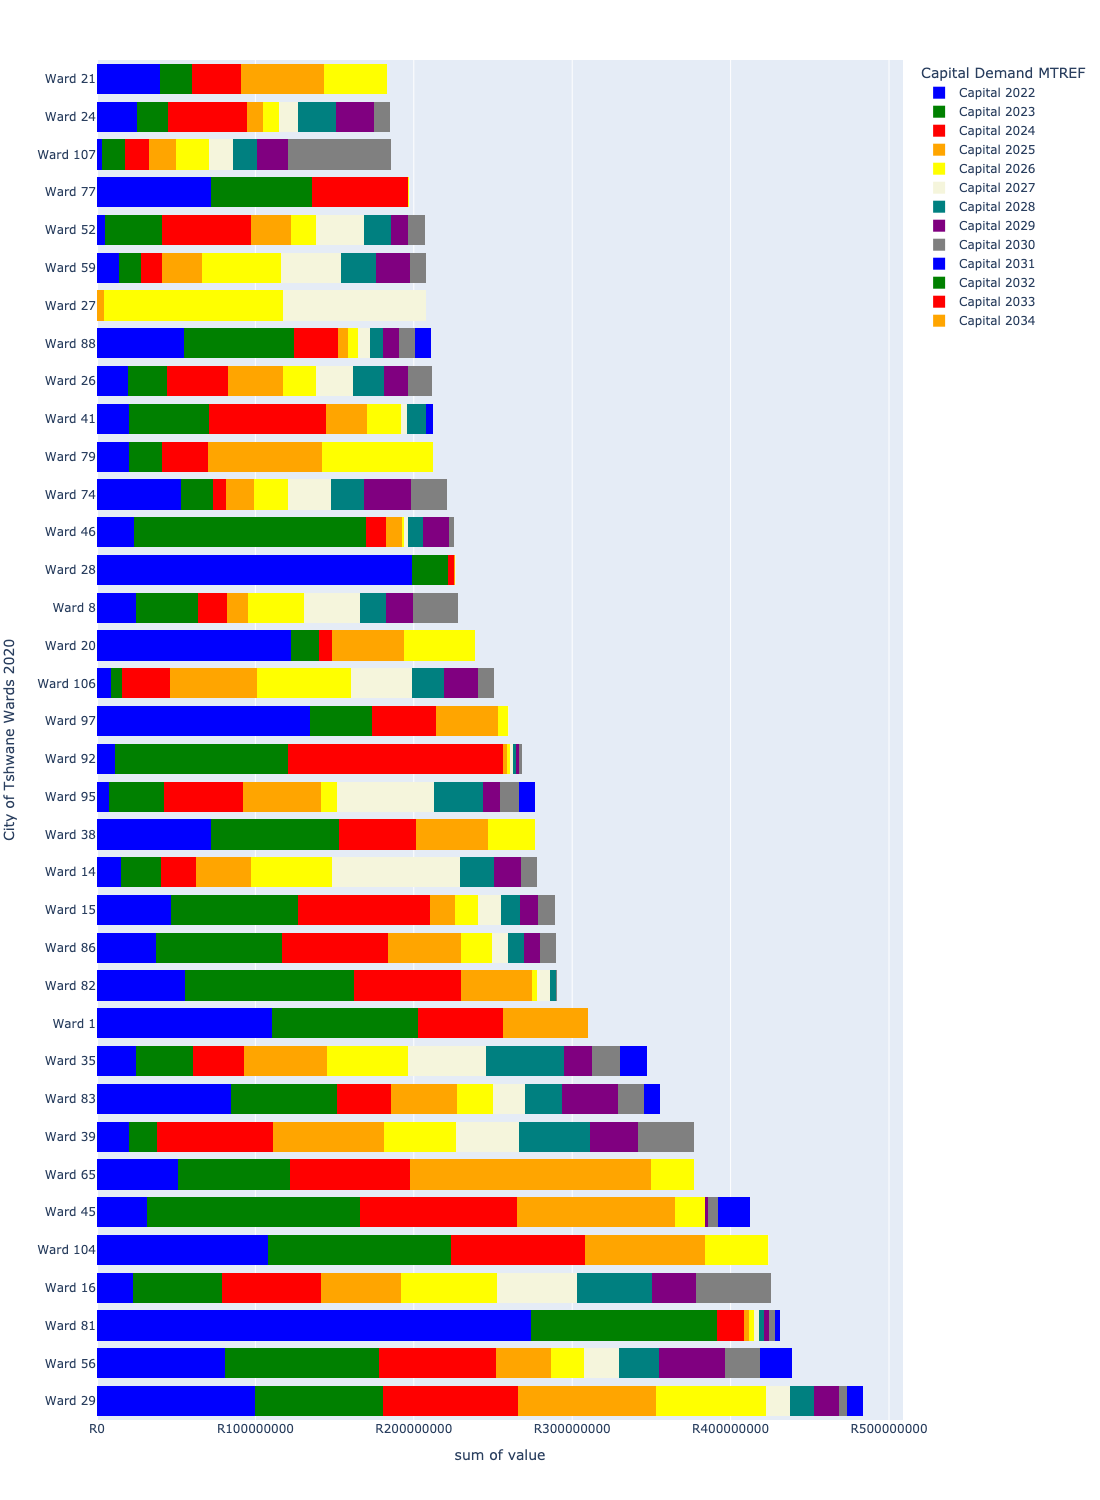 Capital Demand MTREF
Capital 2022
Capital 2023
Capital 2024
Capital 2025
Capital 2026
Capital 2027
Capital 2028
Capital 2029
Capital 2030
Capital 2031
Capital 2032
Capital 2033
Capital 2034
City of Tshwane Wards 2020
Ward 21
Ward 24
Ward 107
Ward 77
Ward 52
Ward 59
Ward 27
Ward 88
Ward 26
Ward 41
Ward 79
Ward 74
Ward 46
Ward 28
Ward 8
Ward 20
Ward 106
Ward 97
Ward 92
Ward 95
Ward 38
Ward 14
Ward 15
Ward 86
Ward 82
Ward 1
Ward 35
Ward 83
Ward 39
Ward 65
Ward 45
Ward 104
Ward 16
Ward 81
Ward 56
Ward 29
R0 R100000000 R200000000 R300000000 R400000000 R500000000
sum of value